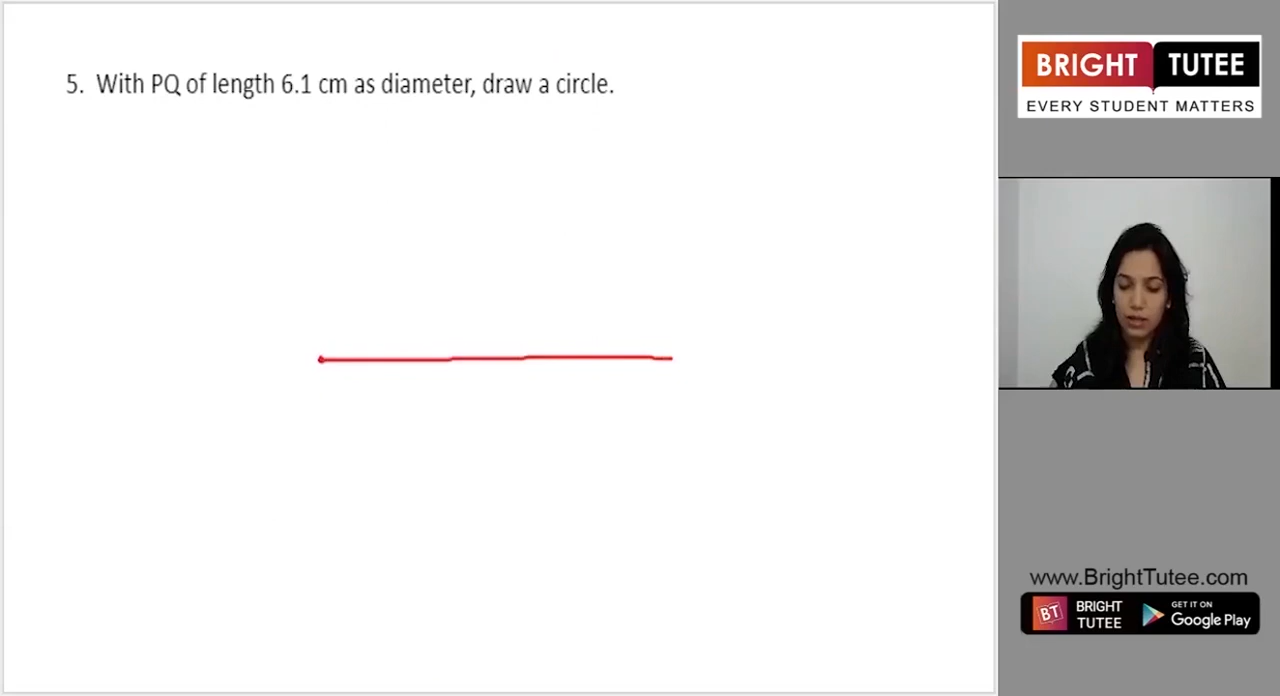 5. With PQ of length 6.1 cm as diameter, draw a circle.
BRIGHT TUTEE
EVERY STUDENT MATTERS
www.BrightTutee.com
BT
BRIGHT
TUTEE
GET IT ON
Google Play